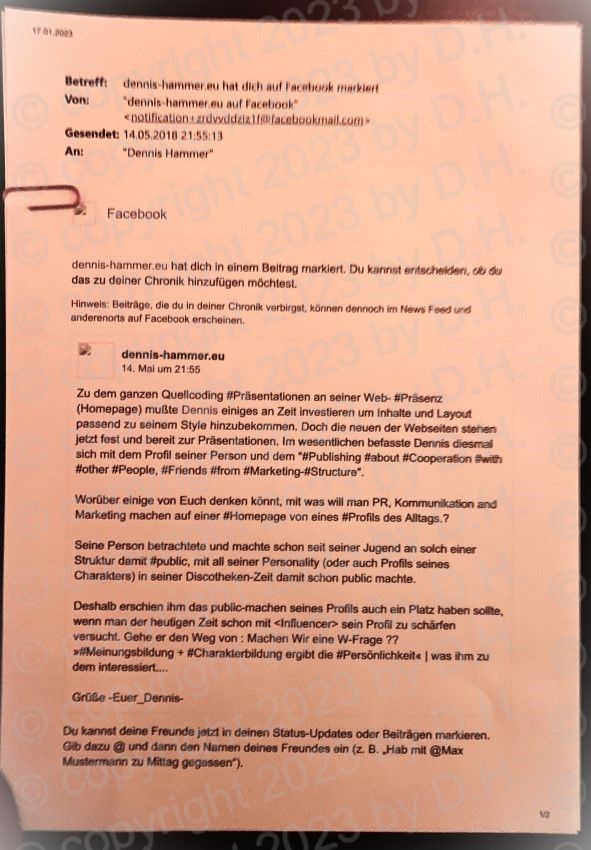 17.01.2023
Betreff: dennis-hammer.eu hat dich auf Facebook markiert
Von: "dennis-hammer.eu auf Facebook"
<notification+zrdvvddziz1f@facebookmail.com>
Gesendet: 14.05.2018 21:55:13
An: "Dennis Hammer"
Facebook
dennis-hammer.eu hat dich in einem Beitrag markiert. Du kannst entscheiden, ob du
das zu deiner Chronik hinzufügen möchtest.
Hinweis: Beiträge, die du in deiner Chronik verbirgst, können dennoch im News Feed und
anderenorts auf Facebook erscheinen.
dennis-hammer.eu
14. Mai um 21:55
Zu dem ganzen Quellcoding #Präsentationen an seiner Web- #Präsenz
(Homepage) mußte Dennis einiges an Zeit investieren um Inhalte und Layout
passend zu seinem Style hinzubekommen. Doch die neuen der Webseiten stehen
jetzt fest und bereit zur Präsentationen. Im wesentlichen befasste Dennis diesmal
sich mit dem Profil seiner Person und dem "#Publishing #about #Cooperation #with
#other #People, #Friends #from #Marketing-#Structure".
Worüber einige von Euch denken könnt, mit was will man PR, Kommunikation and
Marketing machen auf einer #Homepage von eines #Profils des Alltags.?
Seine Person betrachtete und machte schon seit seiner Jugend an solch einer
Struktur damit #public, mit all seiner Personality (oder auch Profils seines
Charakters) in seiner Discotheken-Zeit damit schon public machte.
Deshalb erschien ihm das public-machen seines Profils auch ein Platz haben sollte,
wenn man der heutigen Zeit schon mit <Influencer> sein Profil zu schärfen
versucht. Gehe er den Weg von : Machen Wir eine W-Frage ??
»#Meinungsbildung + #Charakterbildung ergibt die #Persönlichkeit« | was ihm zu
dem interessiert....
Grüße -Euer_Dennis-
Du kannst deine Freunde jetzt in deinen Status-Updates oder Beiträgen markieren.
Gib dazu @ und dann den Namen deines Freundes ein (z. B. „Hab mit @Max
Mustermann zu Mittag gegessen").
1/2
© copyright 2023 by D.H.